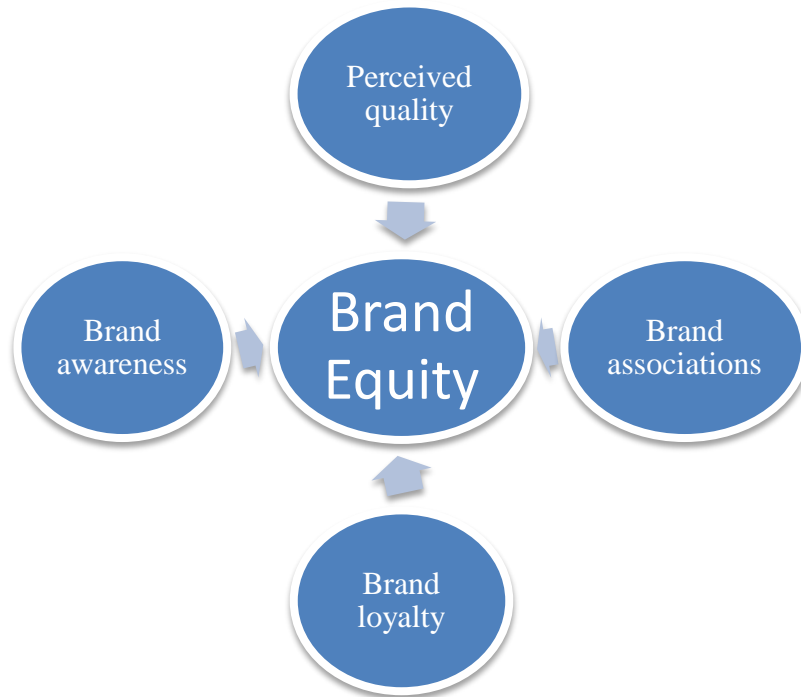 Perceived
quality
Brand
awareness
Brand
Equity
Brand
associations
Brand
loyalty